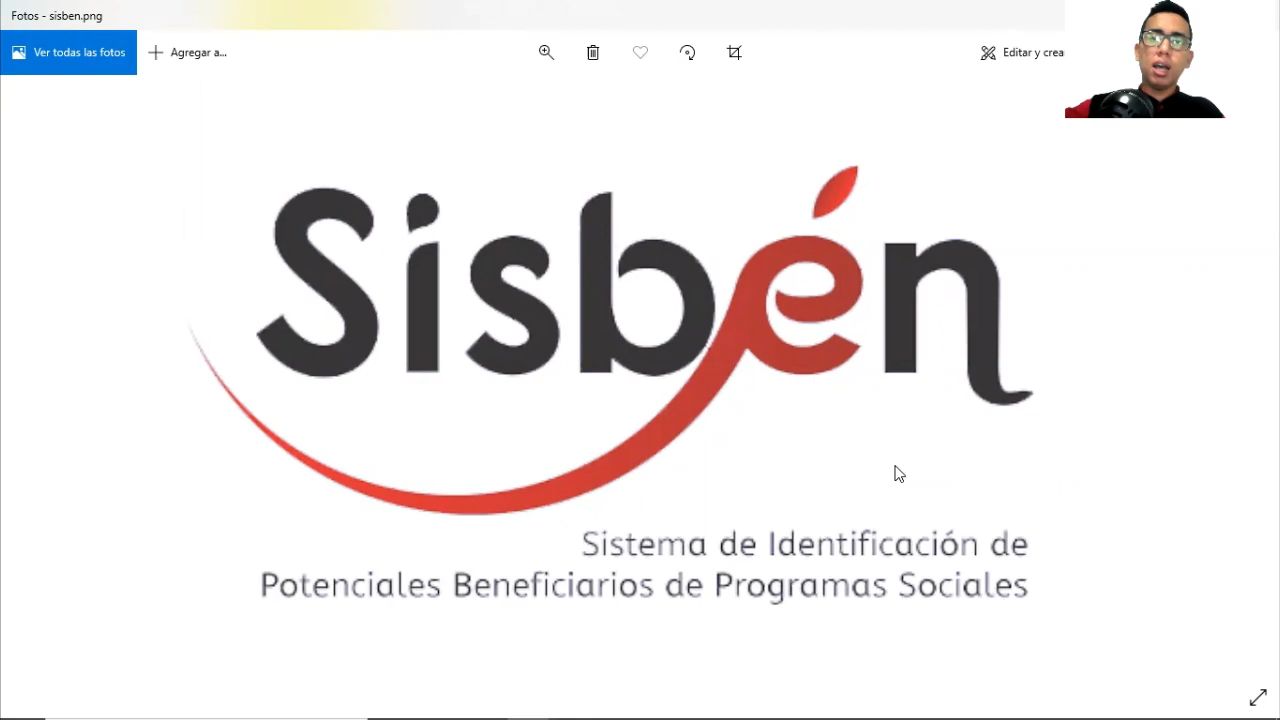 Fotos - sisben.png
Ver todas las fotos
Agregar a...
Editar y crea
Sisbén
Sistema de Identificación de
Potenciales Beneficiarios de Programas Sociales